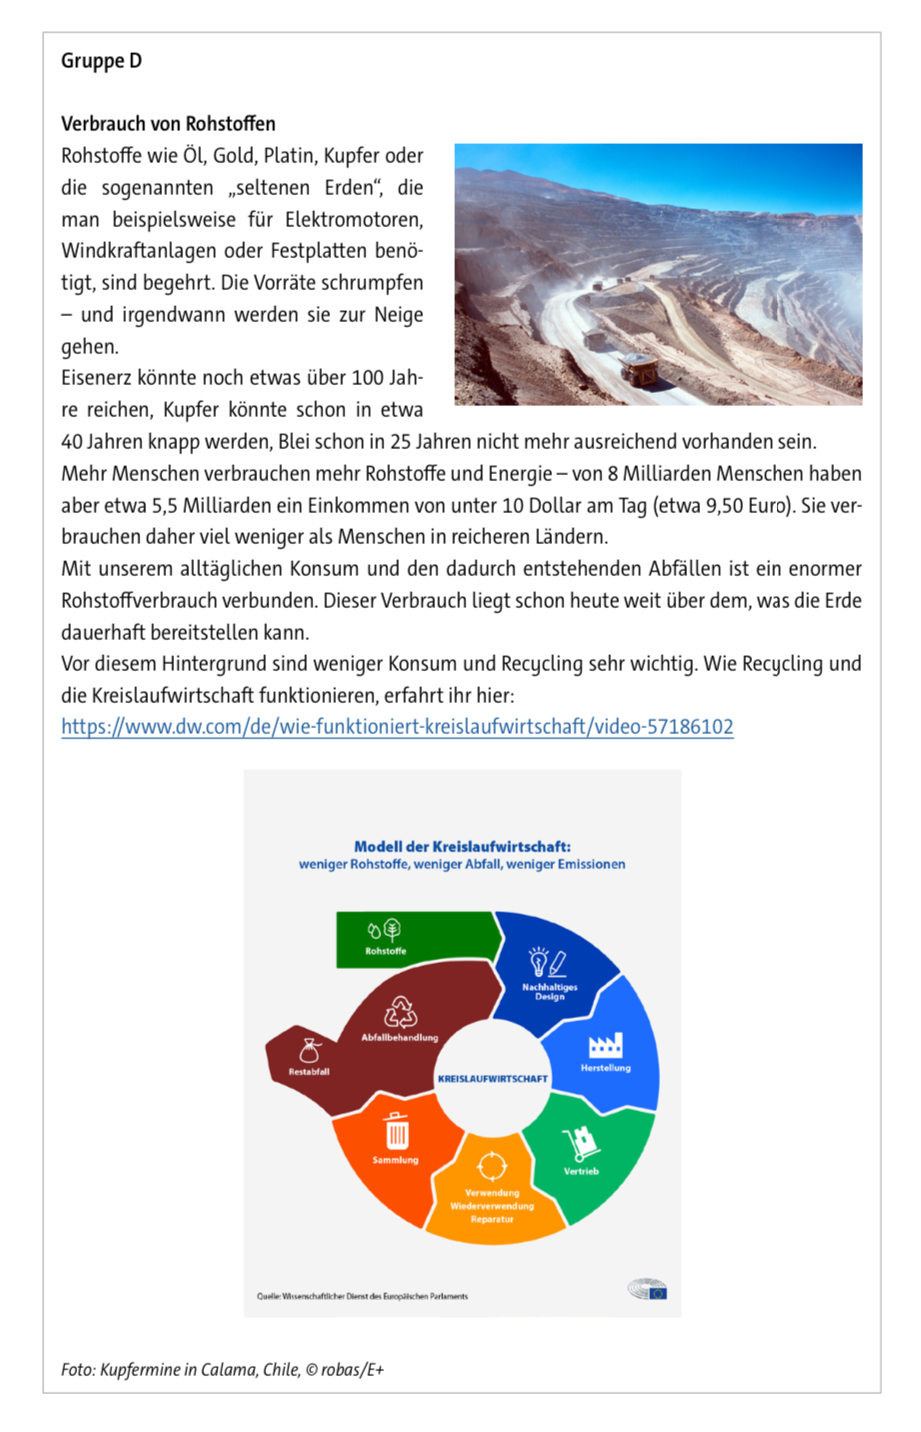 Gruppe D
Verbrauch von Rohstoffen
Rohstoffe wie Öl, Gold, Platin, Kupfer oder
die sogenannten „seltenen Erden“, die
man beispielsweise für Elektromotoren,
Windkraftanlagen oder Festplatten benö-
tigt, sind begehrt. Die Vorräte schrumpfen
– und irgendwann werden sie zur Neige
gehen.
Eisenerz könnte noch etwas über 100 Jah-
re reichen, Kupfer könnte schon in etwa
40 Jahren knapp werden, Blei schon in 25 Jahren nicht mehr ausreichend vorhanden sein.
Mehr Menschen verbrauchen mehr Rohstoffe und Energie – von 8 Milliarden Menschen haben
aber etwa 5,5 Milliarden ein Einkommen von unter 10 Dollar am Tag (etwa 9,50 Euro). Sie ver-
brauchen daher viel weniger als Menschen in reicheren Ländern.
Mit unserem alltäglichen Konsum und den dadurch entstehenden Abfällen ist ein enormer
Rohstoffverbrauch verbunden. Dieser Verbrauch liegt schon heute weit über dem, was die Erde
dauerhaft bereitstellen kann.
Vor diesem Hintergrund sind weniger Konsum und Recycling sehr wichtig. Wie Recycling und
die Kreislaufwirtschaft funktionieren, erfahrt ihr hier:
https://www.dw.com/de/wie-funktioniert-kreislaufwirtschaft/video-57186102
Modell der Kreislaufwirtschaft:
weniger Rohstoffe, weniger Abfall, weniger Emissionen
Rohstoffe
Nachhaltiges
Design
Herstellung
Vertrieb
Verwendung
Wiederverwendung
Reparatur
Sammlung
Abfallbehandlung
Restabfall
KREISLAUFWIRTSCHAFT
Quelle: Wissenschaftlicher Dienst des Europäischen Parlaments
Foto: Kupfermine in Calama, Chile, © robas/E+